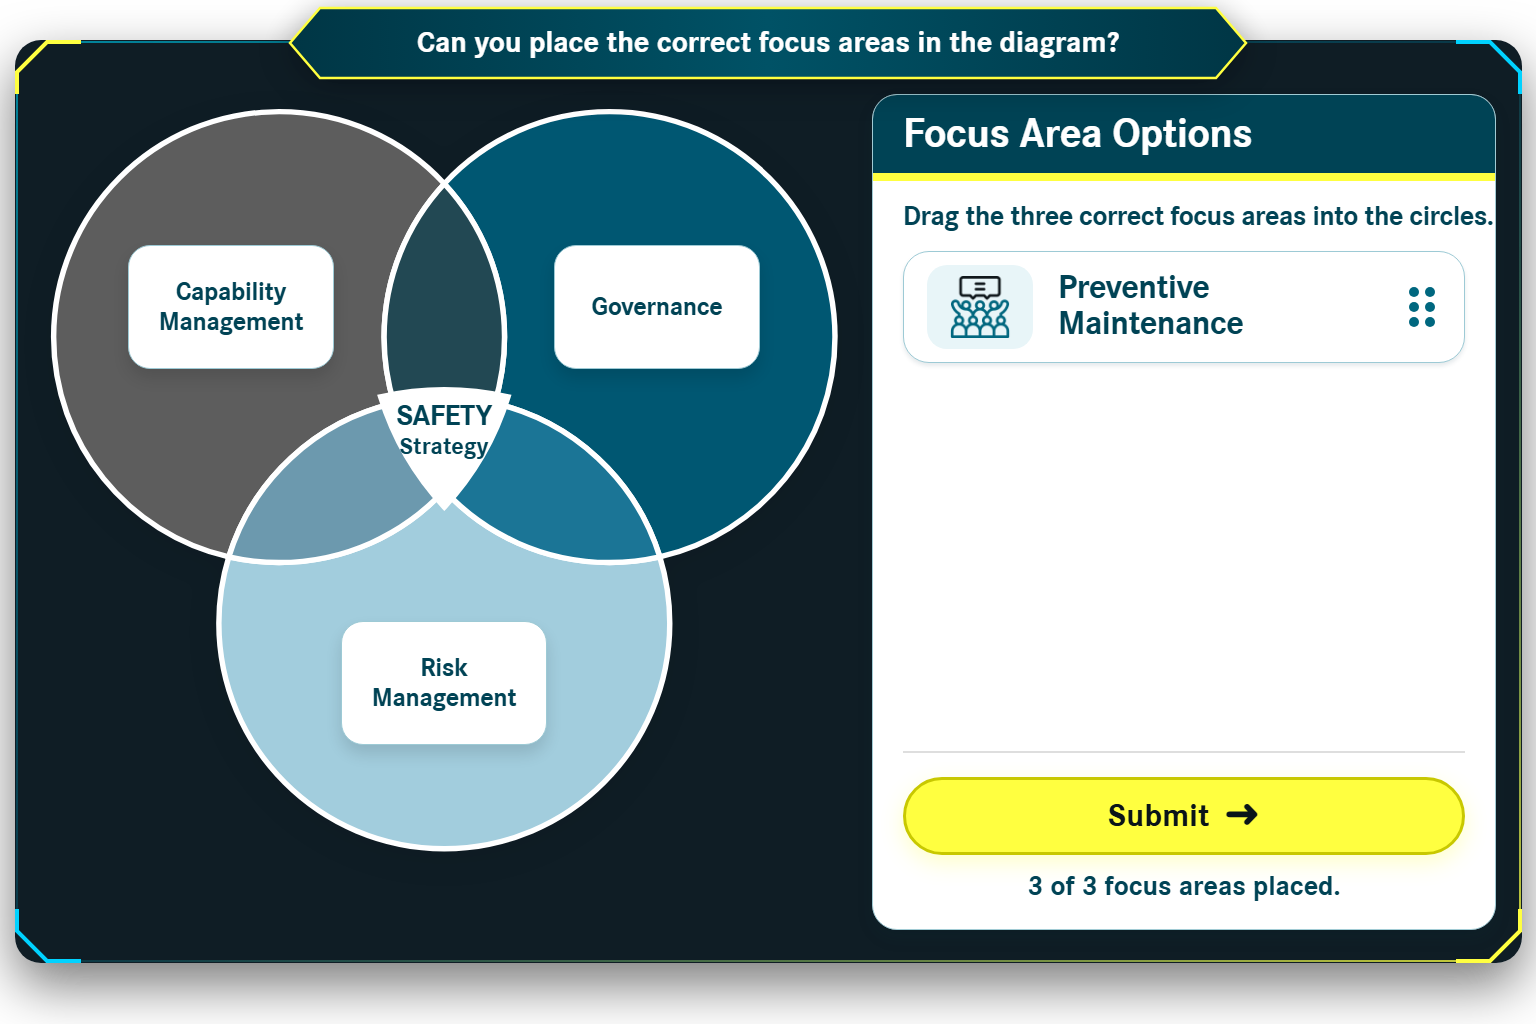 Can you place the correct focus areas in the diagram?
Capability
Management
Governance
SAFETY
Strategy
Risk
Management
Focus Area Options
Drag the three correct focus areas into the circles.
Preventive
Maintenance
Submit →
3 of 3 focus areas placed.